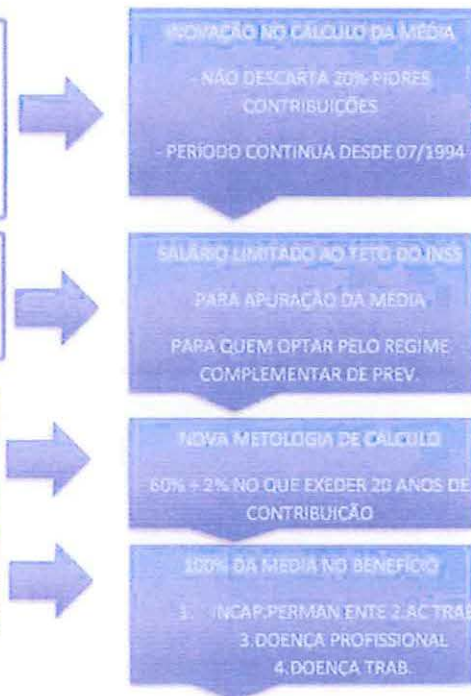 INOVAÇÃO NO CÁLCULO DA MÉDIA
- NÃO DESCARTA 20% PIORES
CONTRIBUIÇÕES
- PERÍODO CONTINUA DESDE 07/1994
SALÁRIO LIMITADO AO TETO DO INSS
PARA APURAÇÃO DA MÉDIA
PARA QUEM OPTAR PELO REGIME
COMPLEMENTAR DE PREV.
NOVA METOLOGIA DE CÁLCULO
60% + 2% NO QUE EXEDER 20 ANOS DE
CONTRIBUIÇÃO
100% DA MEDIA NO BENEFÍCIO
1. INCAP.PERMAN ENTE 2.AC TRAB
3.DOENÇA PROFISSIONAL
4.DOENÇA TRAB.